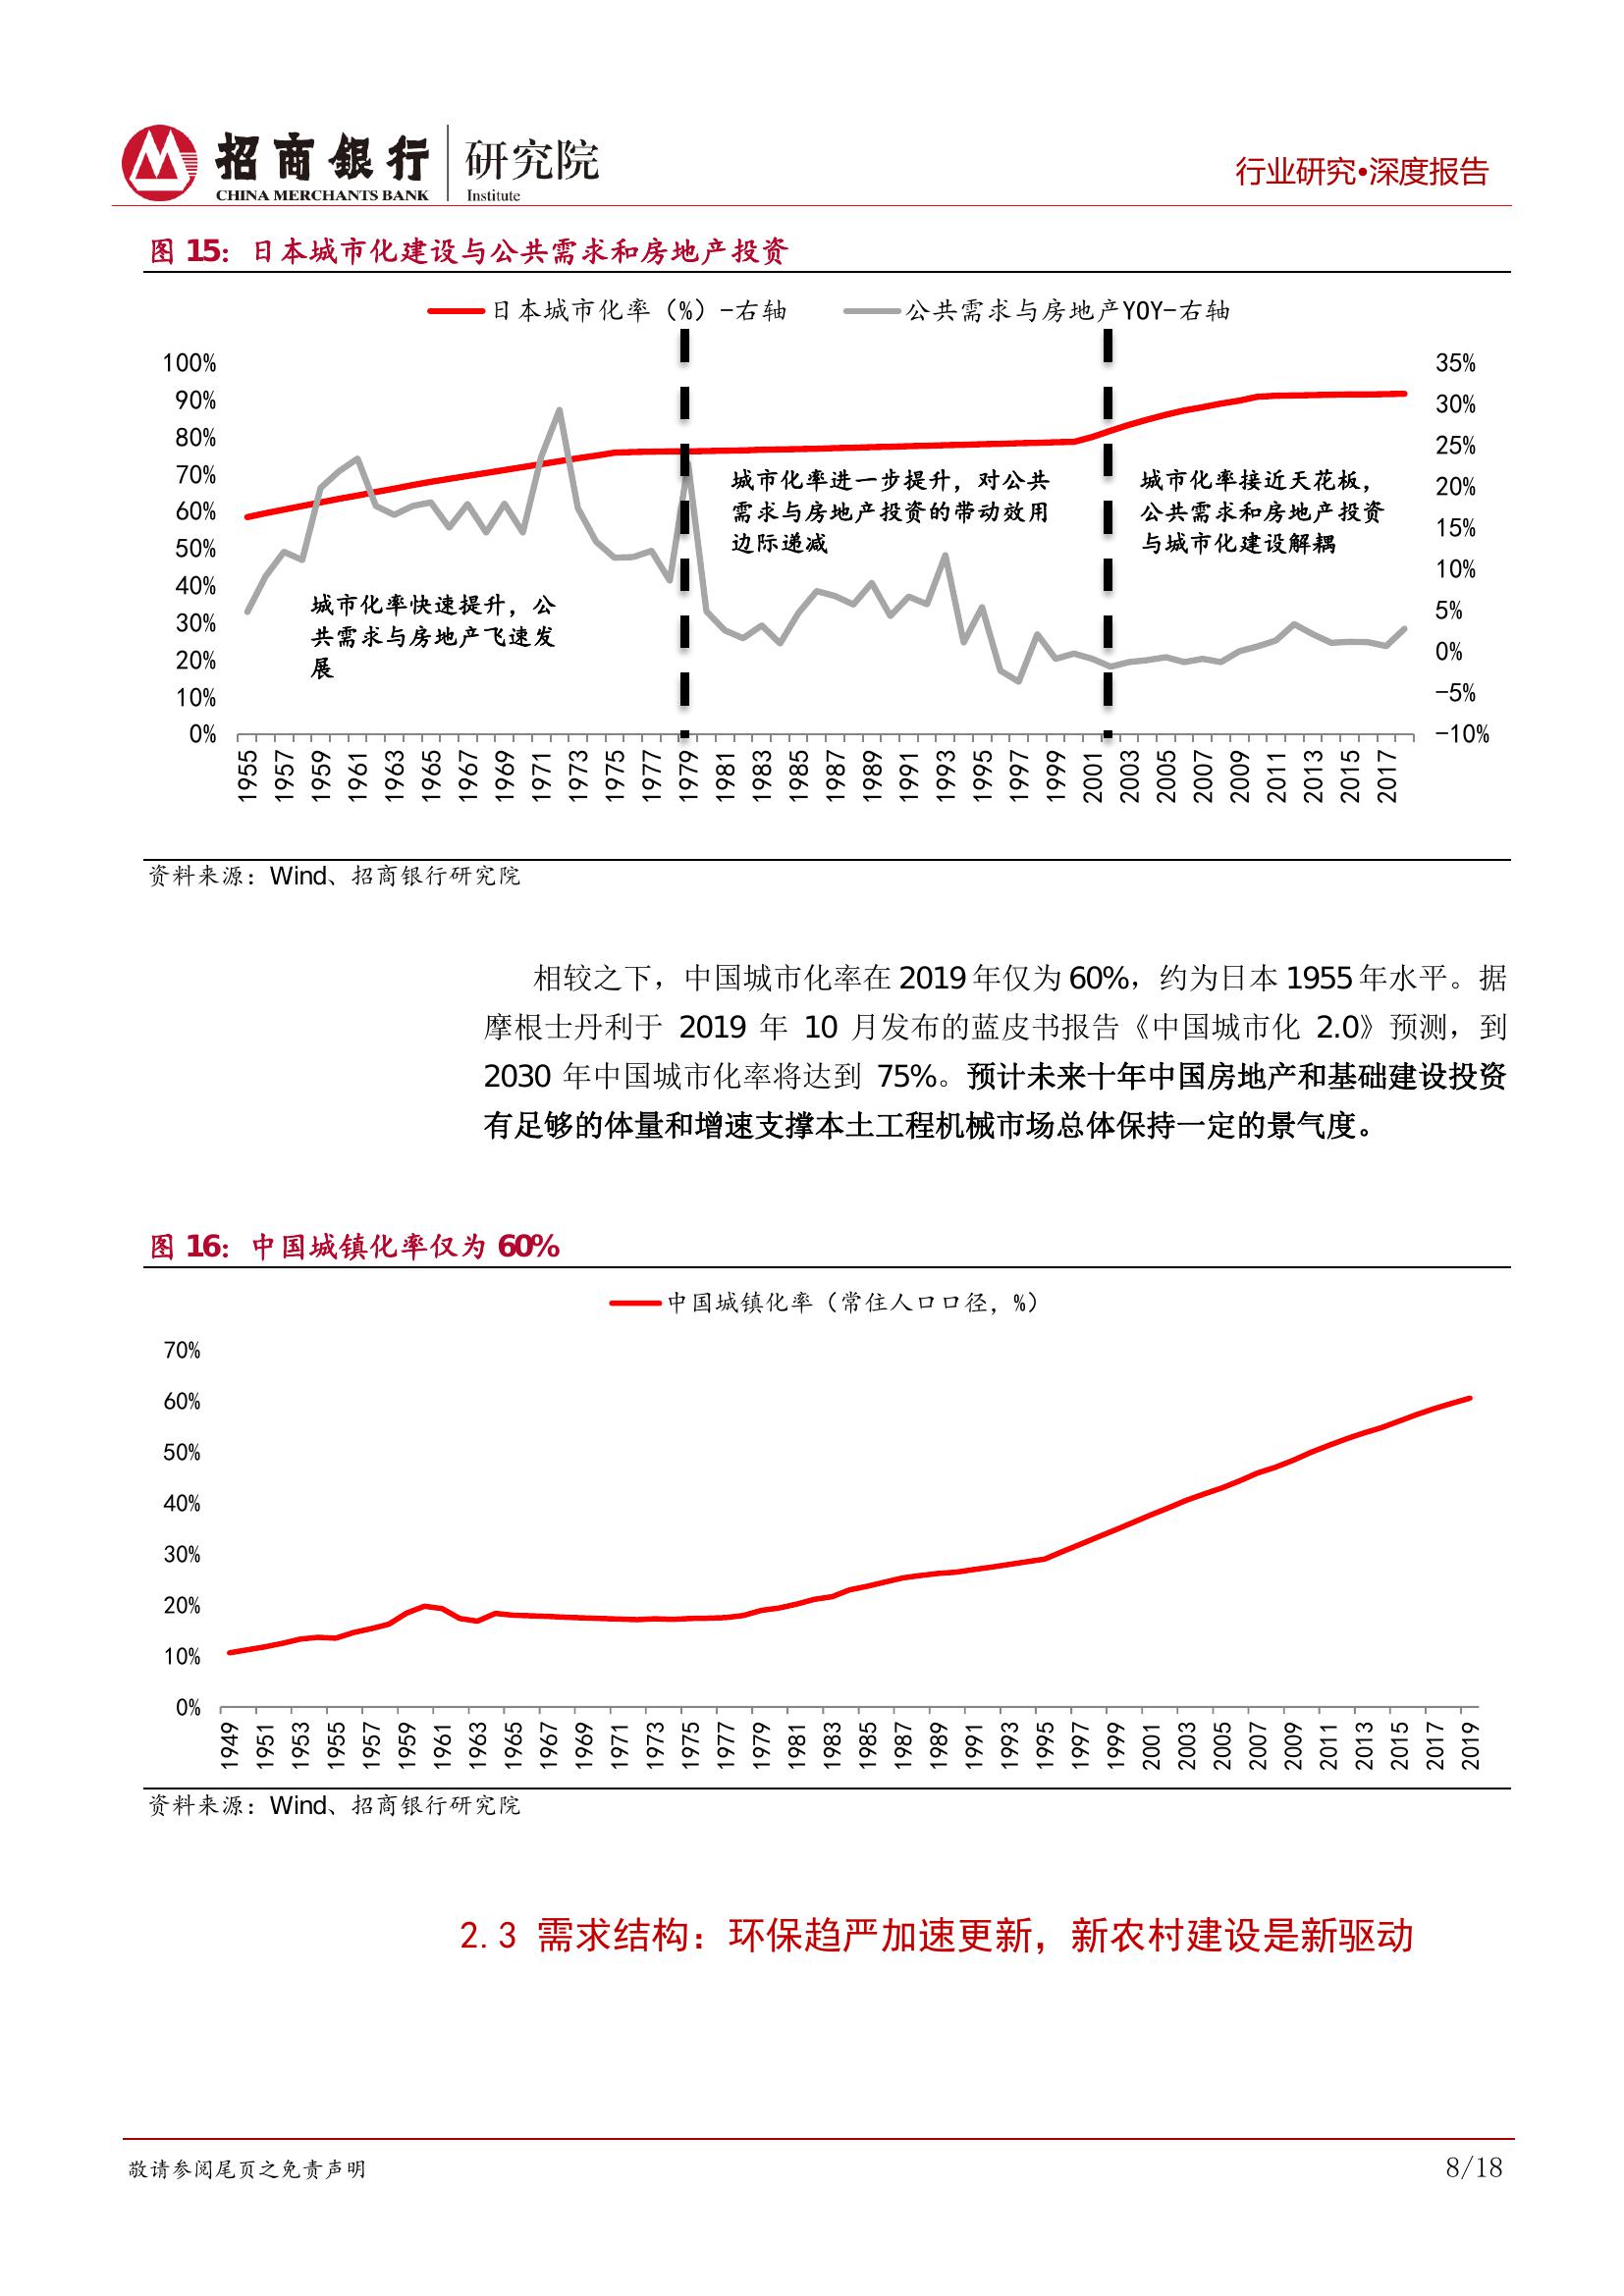 招商银行 研究院
CHINA MERCHANTS BANK Institute
行业研究•深度报告
图 15：日本城市化建设与公共需求和房地产投资
日本城市化率（%）-右轴 公共需求与房地产YOY-右轴
100%
90%
80%
70%
60%
50%
40%
30%
20%
10%
0%
35%
30%
25%
20%
15%
10%
5%
0%
-5%
-10%
城市化率快速提升，公
共需求与房地产飞速发
展
城市化率进一步提升，对公共
需求与房地产投资的带动效用
边际递减
城市化率接近天花板，
公共需求和房地产投资
与城市化建设解耦
1955 1957 1959 1961 1963 1965 1967 1969 1971 1973 1975 1977 1979 1981 1983 1985 1987 1989 1991 1993 1995 1997 1999 2001 2003 2005 2007 2009 2011 2013 2015 2017
资料来源：Wind、招商银行研究院
相较之下，中国城市化率在 2019 年仅为 60%，约为日本 1955 年水平。据
摩根士丹利于 2019 年 10 月发布的蓝皮书报告《中国城市化 2.0》预测，到
2030 年中国城市化率将达到 75%。预计未来十年中国房地产和基础建设投资
有足够的体量和增速支撑本土工程机械市场总体保持一定的景气度。
图 16：中国城镇化率仅为 60%
中国城镇化率（常住人口口径，%）
70%
60%
50%
40%
30%
20%
10%
0%
1949 1951 1953 1955 1957 1959 1961 1963 1965 1967 1969 1971 1973 1975 1977 1979 1981 1983 1985 1987 1989 1991 1993 1995 1997 1999 2001 2003 2005 2007 2009 2011 2013 2015 2017 2019
资料来源：Wind、招商银行研究院
2.3 需求结构：环保趋严加速更新，新农村建设是新驱动
敬请参阅尾页之免责声明
8/18